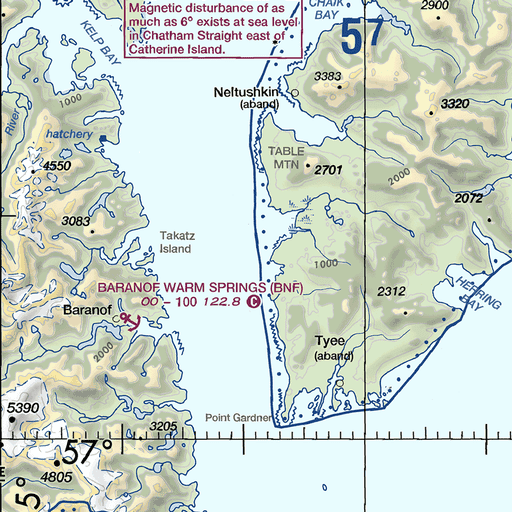 Magnetic disturbance of as
much as 6° exists at sea level
in Chatham Straight east of
Catherine Island.
CHAIK
BAY
2900
5⁷
KELP BAY
3383
Neltushkin
(aband)
1000
3320
River
hatchery
TABLE
MTN
2701
4550
2000
2072
3083
Takatz
Island
1000
BARANOF WARM SPRINGS (BNF)
00 - 100 122.8 C
HERRING
BAY
2312
Baranof
Tyee
(aband)
2000
5390
Point Gardner
3205
57°
4805
5°
E